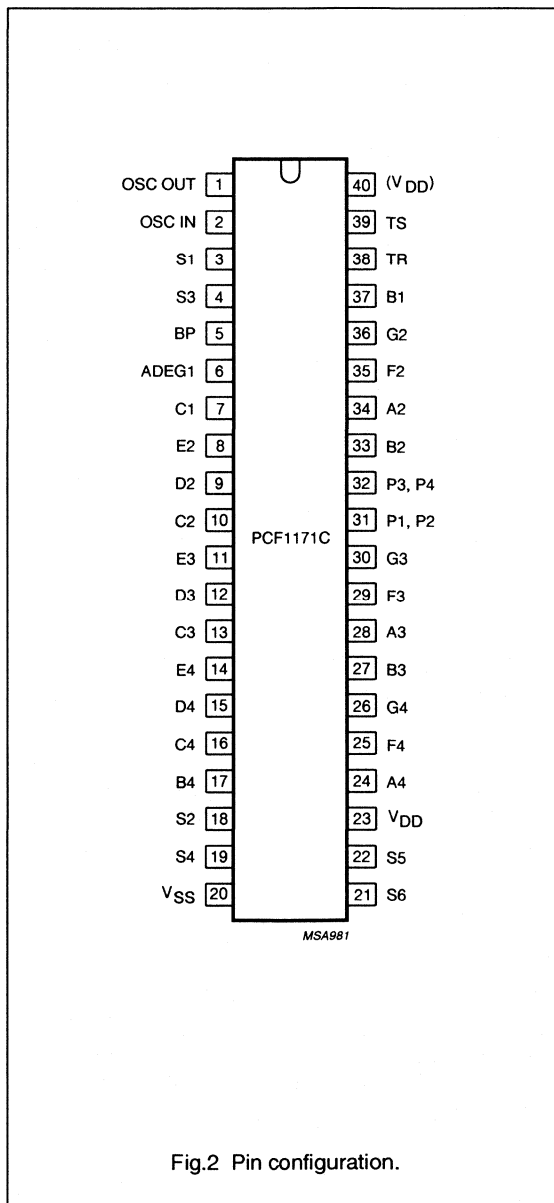 OSC OUT 1 40 (VDD)
OSC IN 2 39 TS
S1 3 38 TR
S3 4 37 B1
BP 5 36 G2
ADEG1 6 35 F2
C1 7 34 A2
E2 8 33 B2
D2 9 32 P3, P4
C2 10 31 P1, P2
PCF1171C
E3 11 30 G3
D3 12 29 F3
C3 13 28 A3
E4 14 27 B3
D4 15 26 G4
C4 16 25 F4
B4 17 24 A4
S2 18 23 VDD
S4 19 22 S5
VSS 20 21 S6
MSA981
Fig.2 Pin configuration.